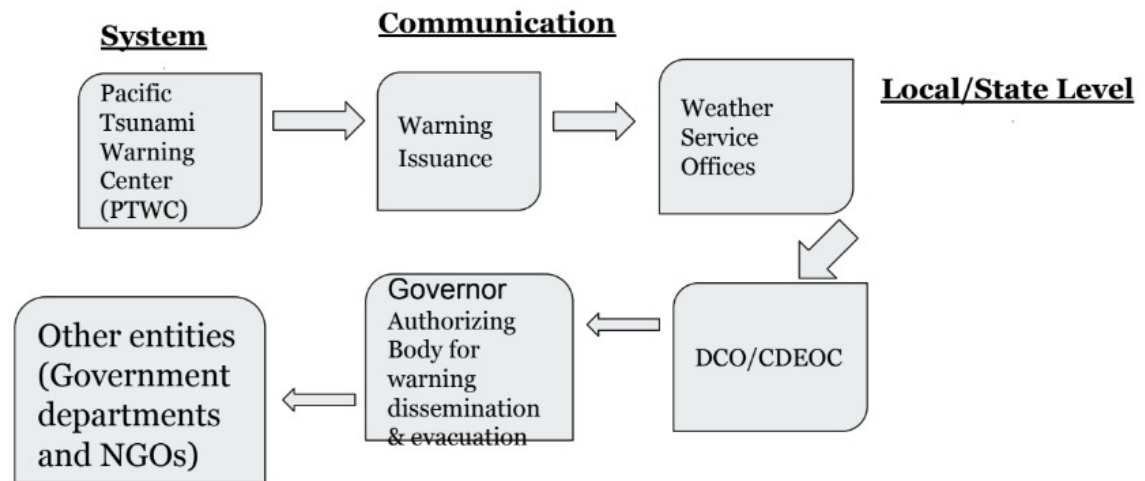 System
Communication
Local/State Level
Pacific
Tsunami
Warning
Center
(PTWC)
Warning
Issuance
Weather
Service
Offices
DCO/CDEOC
Governor
Authorizing
Body for
warning
dissemination
& evacuation
Other entities
(Government
departments
and NGOs)